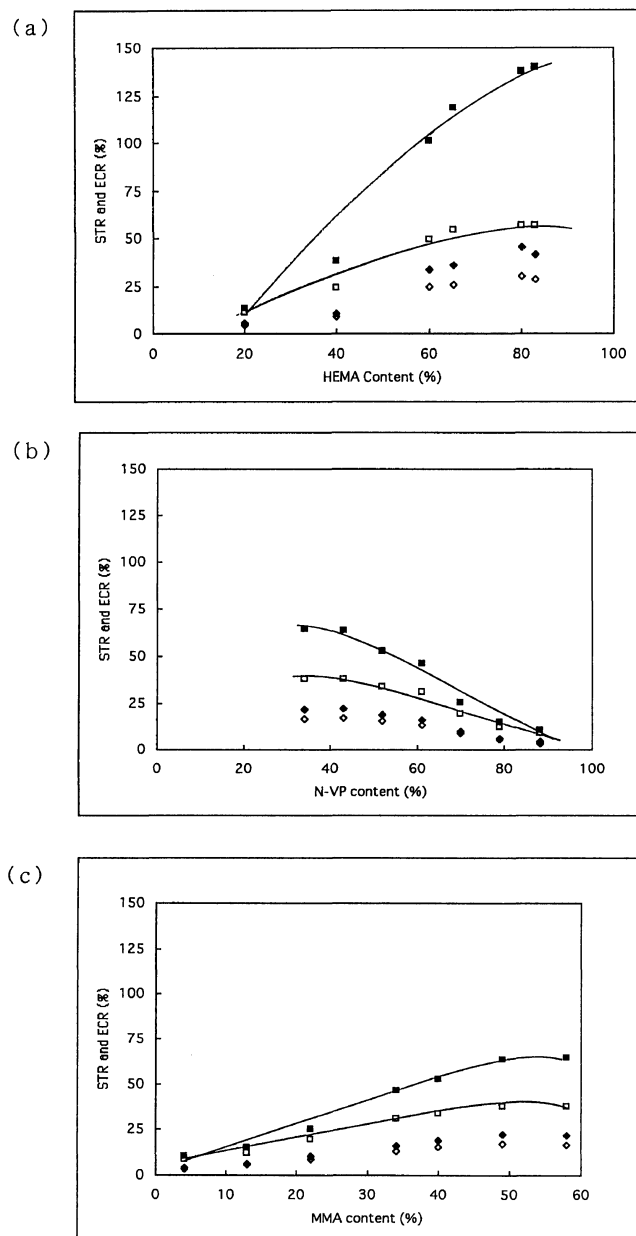 (a)
150
125
100
75
50
25
0
STR and ECR (%)
0 20 40 60 80 100
HEMA Content (%)
(b)
150
125
100
75
50
25
0
STR and ECR (%)
0 20 40 60 80 100
N-VP content (%)
(c)
150
125
100
75
50
25
0
STR and ECR (%)
0 10 20 30 40 50 60
MMA content (%)